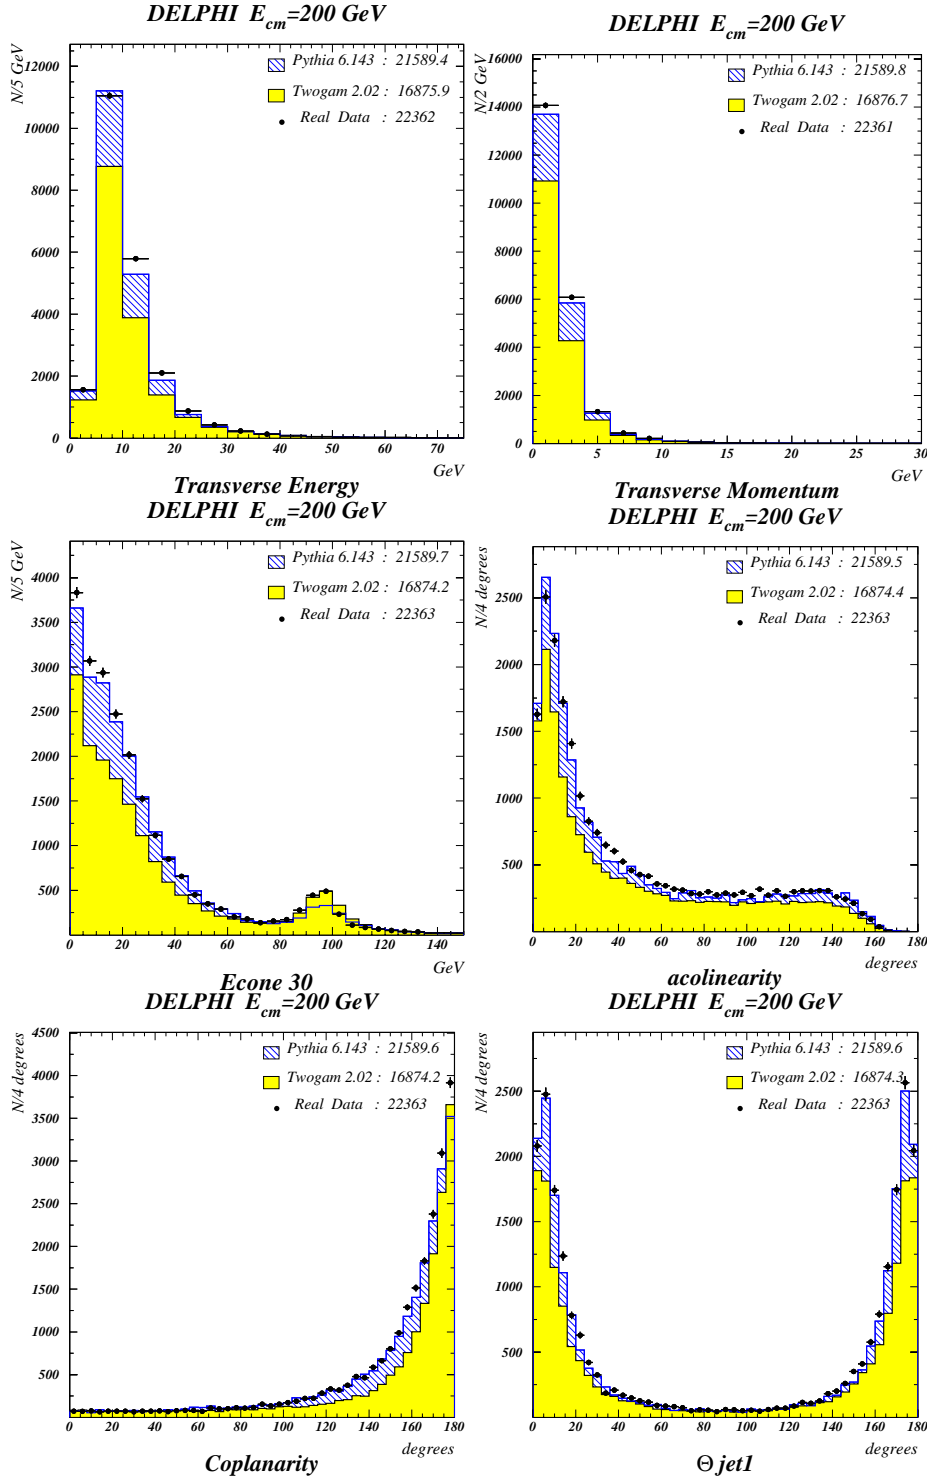 DELPHI E_cm=200 GeV
N/5 GeV
Pythia 6.143 : 21589.4
Twogam 2.02 : 16875.9
Real Data : 22362
12000
10000
8000
6000
4000
2000
0
0 10 20 30 40 50 60 70
GeV
Transverse Energy
DELPHI E_cm=200 GeV
N/2 GeV
Pythia 6.143 : 21589.8
Twogam 2.02 : 16876.7
Real Data : 22361
16000
14000
12000
10000
8000
6000
4000
2000
0
0 5 10 15 20 25 30
GeV
Transverse Momentum
DELPHI E_cm=200 GeV
N/5 GeV
Pythia 6.143 : 21589.7
Twogam 2.02 : 16874.2
Real Data : 22363
4000
3500
3000
2500
2000
1500
1000
500
0
0 20 40 60 80 100 120 140
GeV
Econe 30
DELPHI E_cm=200 GeV
N/4 degrees
Pythia 6.143 : 21589.5
Twogam 2.02 : 16874.4
Real Data : 22363
2500
2000
1500
1000
500
0
0 20 40 60 80 100 120 140 160 180
degrees
acolinearity
DELPHI E_cm=200 GeV
N/4 degrees
Pythia 6.143 : 21589.6
Twogam 2.02 : 16874.2
Real Data : 22363
4500
4000
3500
3000
2500
2000
1500
1000
500
0 20 40 60 80 100 120 140 160 180
degrees
Coplanarity
DELPHI E_cm=200 GeV
N/4 degrees
Pythia 6.143 : 21589.6
Twogam 2.02 : 16874.3
Real Data : 22363
2500
2000
1500
1000
500
0 20 40 60 80 100 120 140 160 180
degrees
Θ jet1